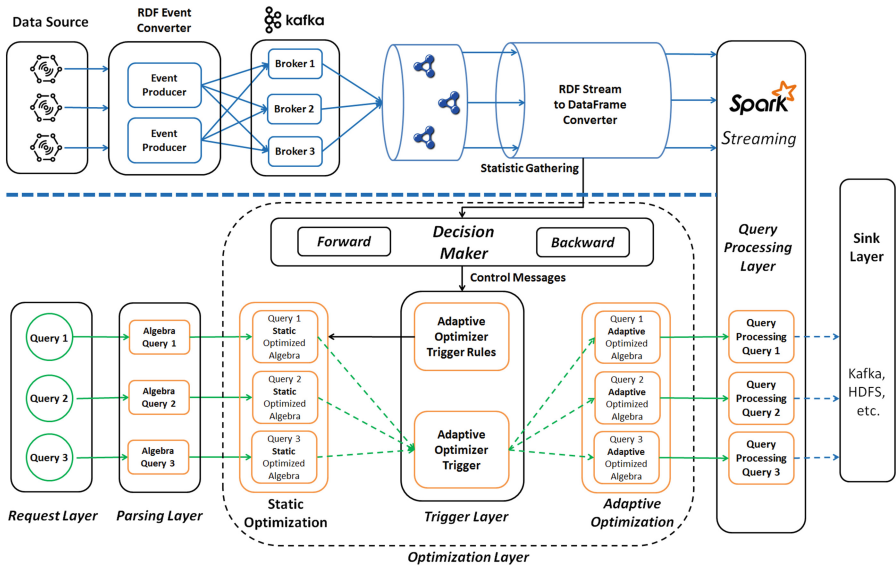 Data Source
RDF Event
Converter
kafka
Event
Producer
Event
Producer
Broker 1
Broker 2
Broker 3
RDF Stream
to DataFrame
Converter
Spark
Streaming
Statistic Gathering
Decision
Maker
Forward
Backward
Control Messages
Query
Processing
Layer
Sink
Layer
Query 1
Query 2
Query 3
Algebra
Query 1
Algebra
Query 2
Algebra
Query 3
Query 1
Static
Optimized
Algebra
Query 2
Static
Optimized
Algebra
Query 3
Static
Optimized
Algebra
Adaptive
Optimizer
Trigger Rules
Adaptive
Optimizer
Trigger
Query 1
Adaptive
Optimized
Algebra
Query 2
Adaptive
Optimized
Algebra
Query 3
Adaptive
Optimized
Algebra
Query
Processing
Query 1
Query
Processing
Query 2
Query
Processing
Query 3
Kafka,
HDFS,
etc.
Request Layer
Parsing Layer
Static
Optimization
Trigger Layer
Adaptive
Optimization
Optimization Layer